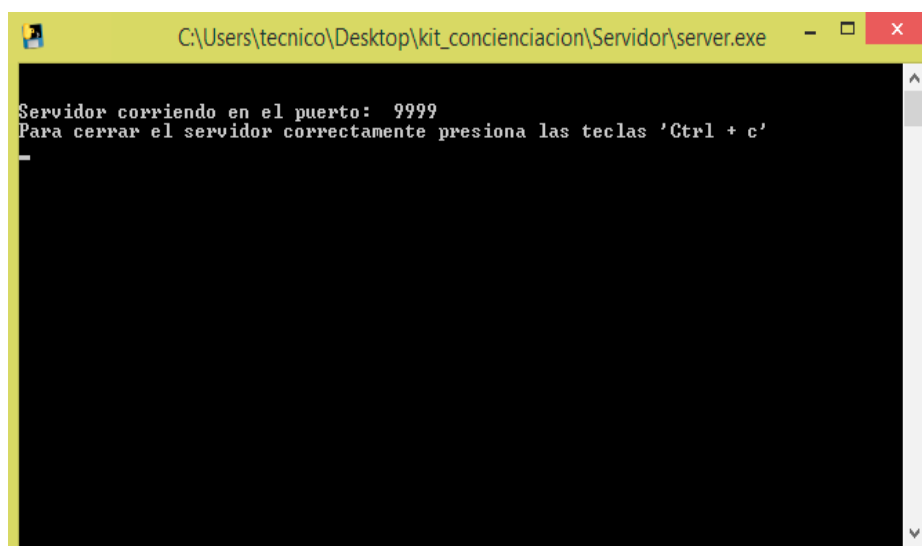 C:\Users\tecnico\Desktop\kit_concienciacion\Servidor\server.exe
Servidor corriendo en el puerto:  9999
Para cerrar el servidor correctamente presiona las teclas 'Ctrl + c'